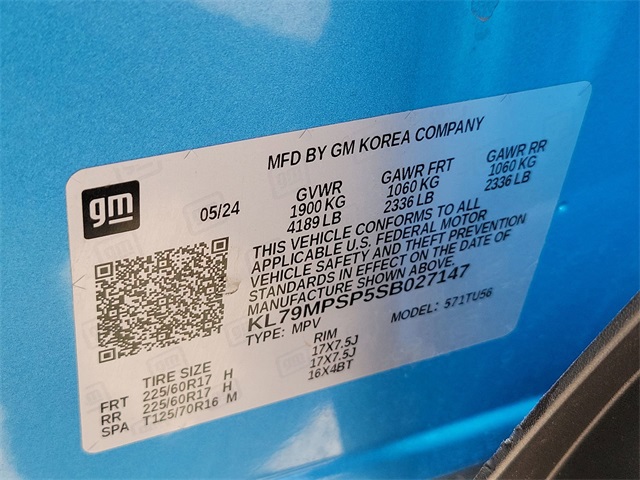 MFD BY GM KOREA COMPANY
gm
05/24
GVWR GAWR FRT GAWR RR
1900 KG 1060 KG 1060 KG
4189 LB 2336 LB 2336 LB
THIS VEHICLE CONFORMS TO ALL
APPLICABLE U.S. FEDERAL MOTOR
VEHICLE SAFETY AND THEFT PREVENTION
STANDARDS IN EFFECT ON THE DATE OF
MANUFACTURE SHOWN ABOVE.
KL79MPSP5SB027147
TYPE: MPV MODEL: 571TU56
TIRE SIZE RIM
FRT 225/60R17 H 17X7.5J
RR 225/60R17 H 17X7.5J
SPA T125/70R16 M 16X4BT